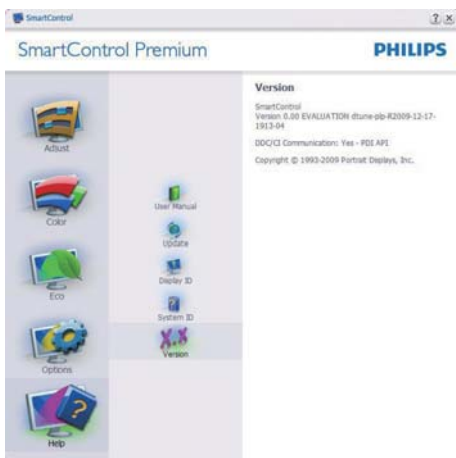 SmartControl
SmartControl Premium
PHILIPS
Adjust
Color
Eco
Options
Help
User Manual
Update
Display ID
System ID
Version
Version
SmartControl
Version 0.00 EVALUATION dtune-plp-R2009-12-17-
1913-04
DDC/CI Communication: Yes - PDI API
Copyright © 1993-2009 Portrait Displays, Inc.